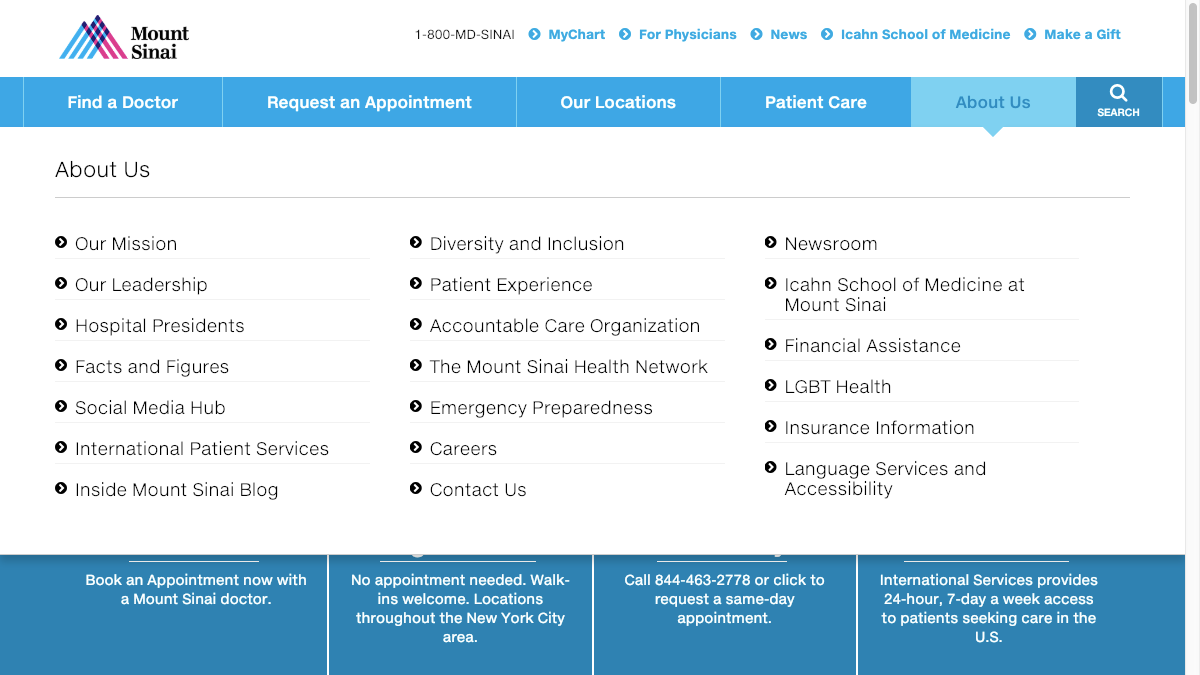 Mount
Sinai
1-800-MD-SINAI MyChart For Physicians News Icahn School of Medicine Make a Gift
Find a Doctor Request an Appointment Our Locations Patient Care About Us SEARCH
About Us
Our Mission
Our Leadership
Hospital Presidents
Facts and Figures
Social Media Hub
International Patient Services
Inside Mount Sinai Blog
Diversity and Inclusion
Patient Experience
Accountable Care Organization
The Mount Sinai Health Network
Emergency Preparedness
Careers
Contact Us
Newsroom
Icahn School of Medicine at
Mount Sinai
Financial Assistance
LGBT Health
Insurance Information
Language Services and
Accessibility
Book an Appointment now with
a Mount Sinai doctor.
No appointment needed. Walk-
ins welcome. Locations
throughout the New York City
area.
Call 844-463-2778 or click to
request a same-day
appointment.
International Services provides
24-hour, 7-day a week access
to patients seeking care in the
U.S.